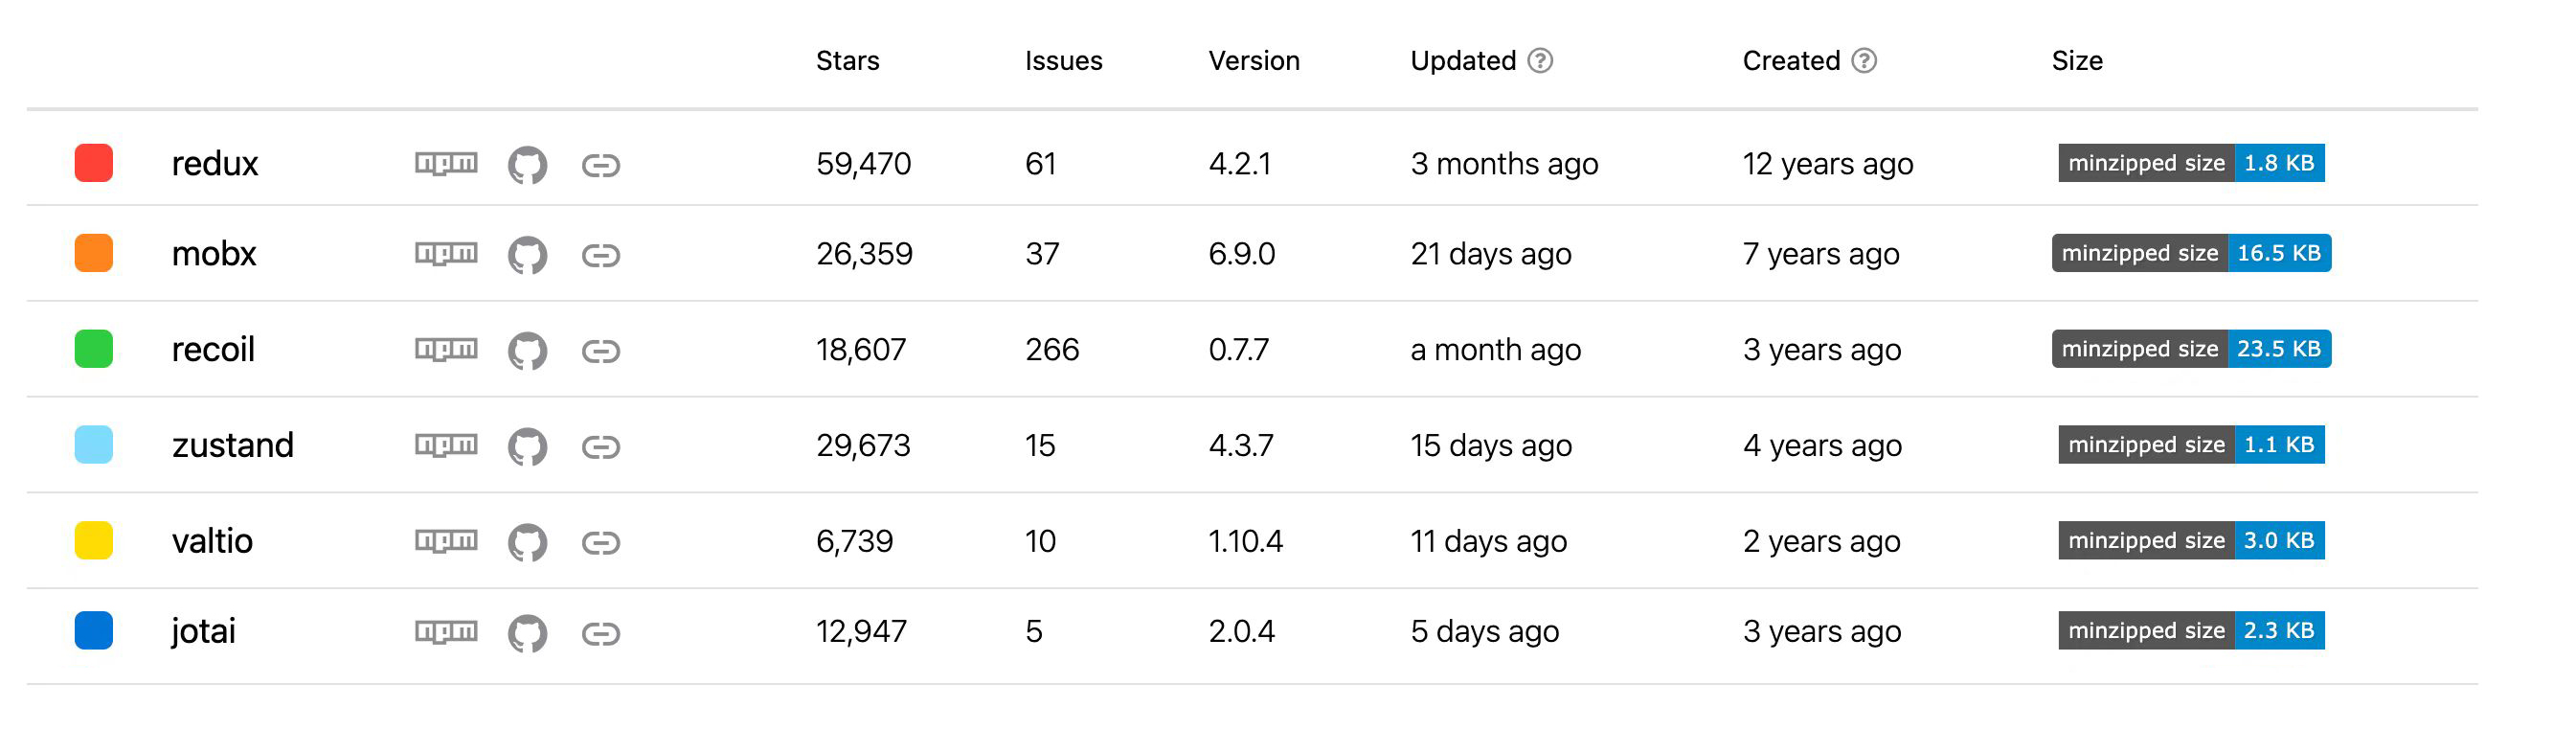 Stars Issues Version Updated ? Created ? Size
redux npm 59,470 61 4.2.1 3 months ago 12 years ago minzipped size 1.8 KB
mobx npm 26,359 37 6.9.0 21 days ago 7 years ago minzipped size 16.5 KB
recoil npm 18,607 266 0.7.7 a month ago 3 years ago minzipped size 23.5 KB
zustand npm 29,673 15 4.3.7 15 days ago 4 years ago minzipped size 1.1 KB
valtio npm 6,739 10 1.10.4 11 days ago 2 years ago minzipped size 3.0 KB
jotai npm 12,947 5 2.0.4 5 days ago 3 years ago minzipped size 2.3 KB